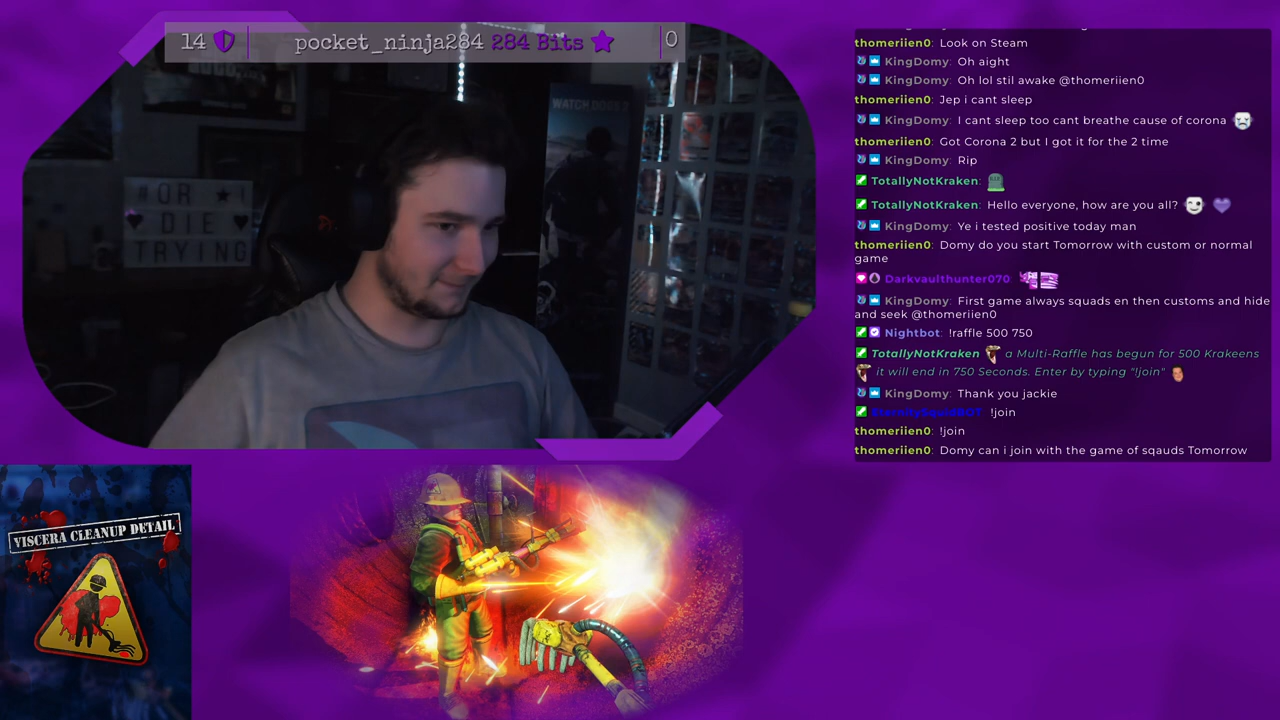 14 pocket_ninja284 284 Bits 0
WATCH_DOGS 2
#OR ★ I
DIE
TRYING
thomeriien0: Look on Steam
KingDomy: Oh aight
KingDomy: Oh lol stil awake @thomeriien0
thomeriien0: Jep i cant sleep
KingDomy: I cant sleep too cant breathe cause of corona
thomeriien0: Got Corona 2 but I got it for the 2 time
KingDomy: Rip
TotallyNotKraken:
TotallyNotKraken: Hello everyone, how are you all?
KingDomy: Ye i tested positive today man
thomeriien0: Domy do you start Tomorrow with custom or normal
game
Darkvaulthunter070:
KingDomy: First game always squads en then customs and hide
and seek @thomeriien0
Nightbot: !raffle 500 750
TotallyNotKraken a Multi-Raffle has begun for 500 Krakeens
it will end in 750 Seconds. Enter by typing "!join"
KingDomy: Thank you jackie
EternitySquidBOT: !join
thomeriien0: !join
thomeriien0: Domy can i join with the game of sqauds Tomorrow
VISCERA CLEANUP DETAIL